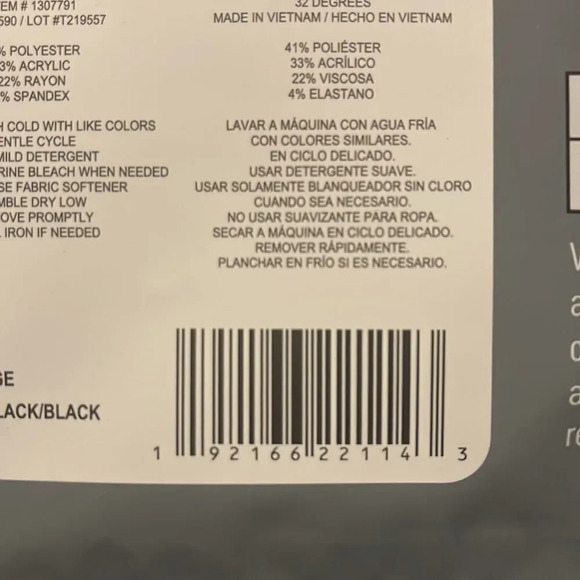 EM # 1307791
590 / LOT #T219557
% POLYESTER
3% ACRYLIC
22% RAYON
% SPANDEX
COLD WITH LIKE COLORS
ENTLE CYCLE
MILD DETERGENT
RINE BLEACH WHEN NEEDED
SE FABRIC SOFTENER
MBLE DRY LOW
OVE PROMPTLY
IRON IF NEEDED
32 DEGREES
MADE IN VIETNAM / HECHO EN VIETNAM
41% POLIÉSTER
33% ACRÍLICO
22% VISCOSA
4% ELASTANO
LAVAR A MÁQUINA CON AGUA FRÍA
CON COLORES SIMILARES.
EN CICLO DELICADO.
USAR DETERGENTE SUAVE.
USAR SOLAMENTE BLANQUEADOR SIN CLORO
CUANDO SEA NECESARIO.
NO USAR SUAVIZANTE PARA ROPA.
SECAR A MÁQUINA EN CICLO DELICADO.
REMOVER RÁPIDAMENTE.
PLANCHAR EN FRÍO SI ES NECESARIO.
GE
LACK/BLACK
1 92166 22114 3